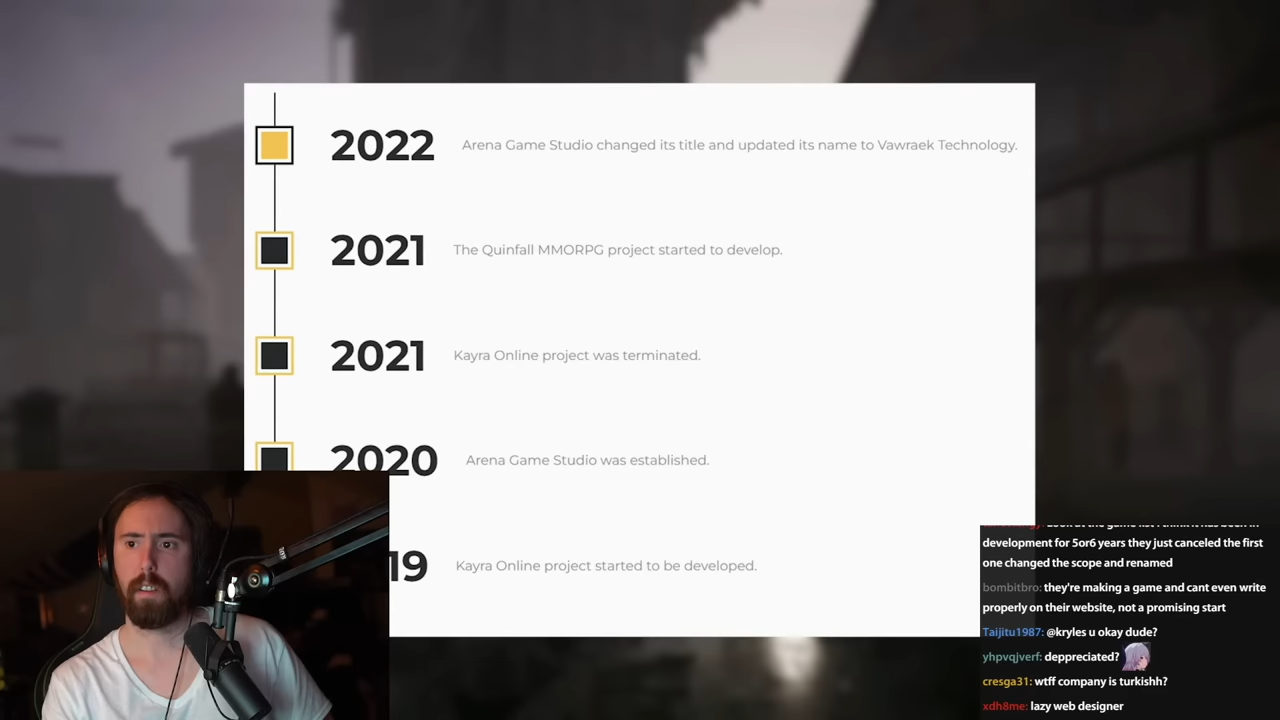 2022 Arena Game Studio changed its title and updated its name to Vawraek Technology.
2021 The Quinfall MMORPG project started to develop.
2021 Kayra Online project was terminated.
2020 Arena Game Studio was established.
19 Kayra Online project started to be developed.
development for 5or6 years they just canceled the first
one changed the scope and renamed
bombitbro: they're making a game and cant even write
properly on their website, not a promising start
Taijitu1987: @kryles u okay dude?
yhpvqjverf: deppreciated?
cresga31: wtff company is turkishh?
xdh8me: lazy web designer